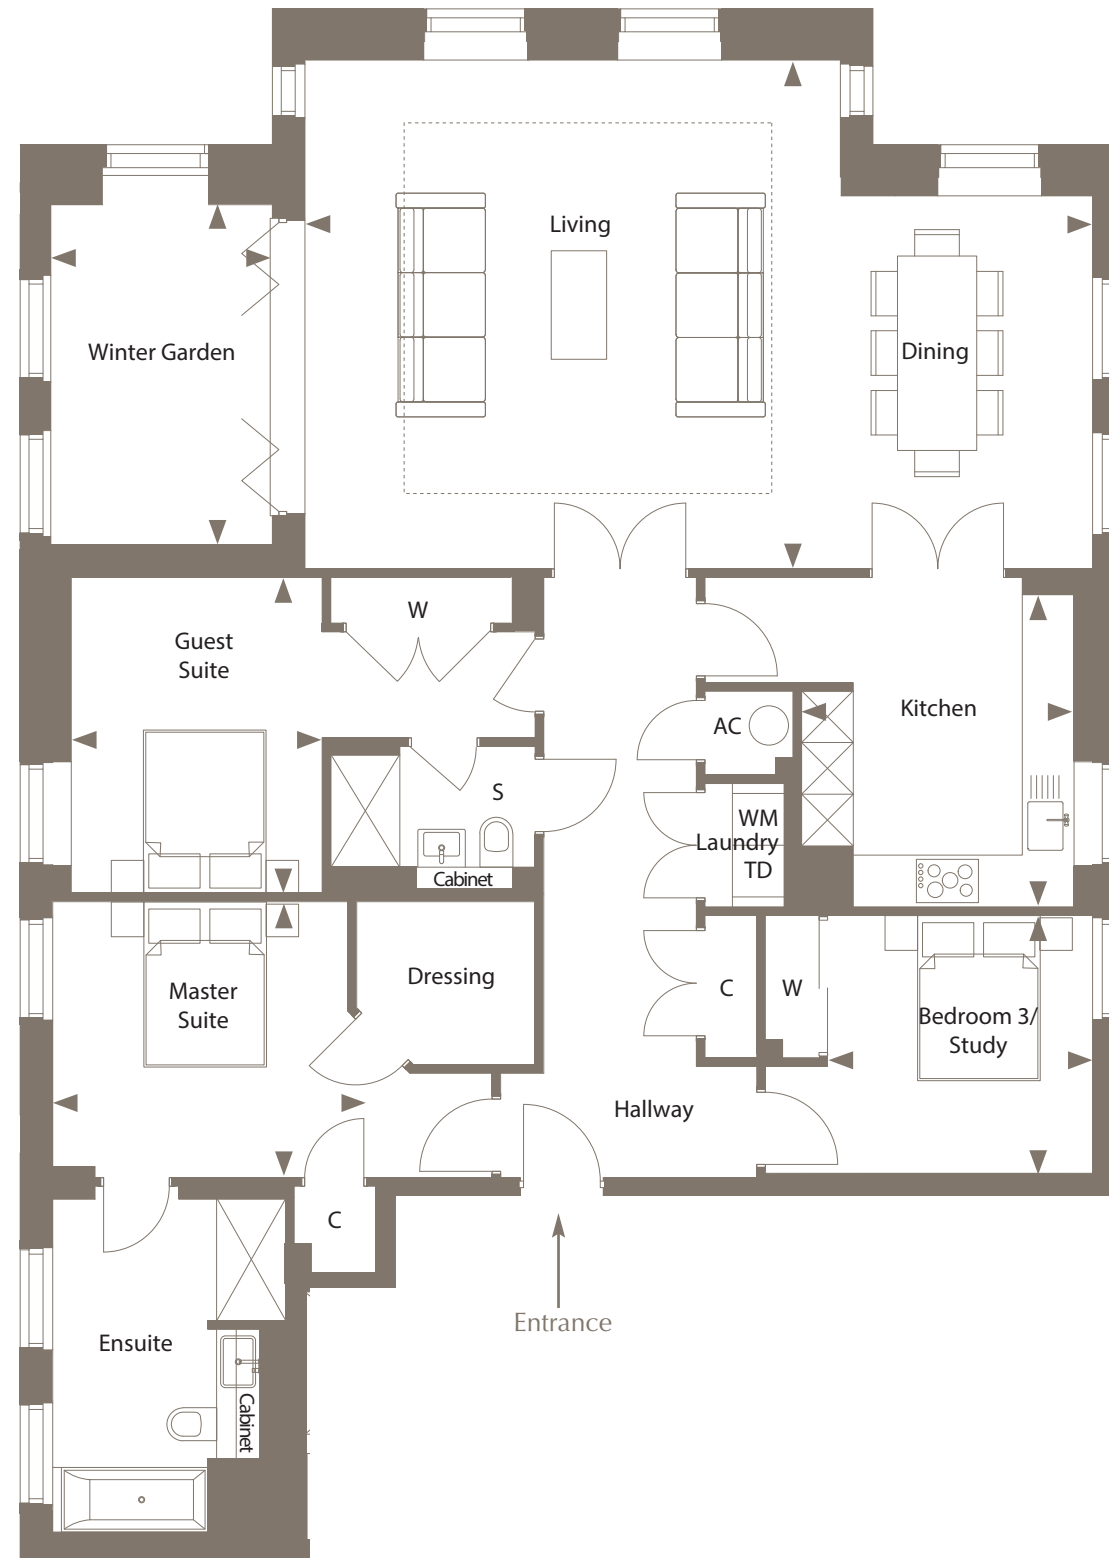 Living
Winter Garden
Dining
W
Guest
Suite
Kitchen
AC
S
WM
Laundry
TD
Cabinet
Dressing
Master
Suite
C
W
Bedroom 3/
Study
Hallway
C
Entrance
Ensuite
Cabinet